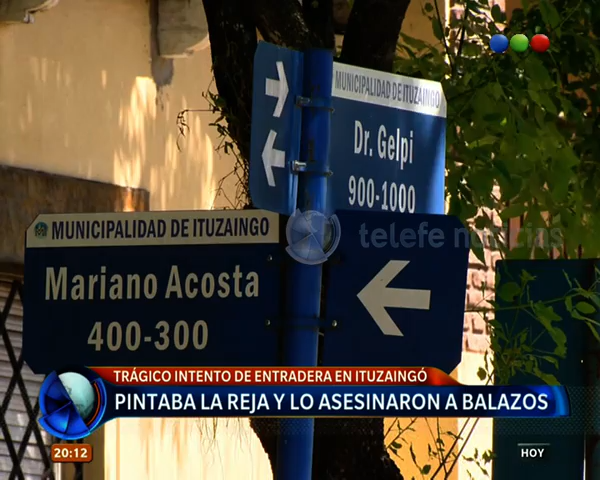 MUNICIPALIDAD DE ITUZAINGO
Dr. Gelpi
900-1000
MUNICIPALIDAD DE ITUZAINGO
Mariano Acosta
400-300
telefe noticias
TRÁGICO INTENTO DE ENTRADERA EN ITUZAINGÓ
PINTABA LA REJA Y LO ASESINARON A BALAZOS
20:12
HOY